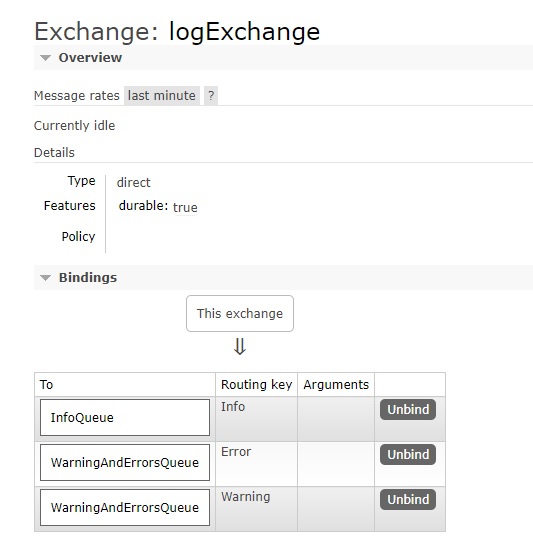 Exchange: logExchange
Overview
Message rates last minute ?
Currently idle
Details
Type direct
Features durable: true
Policy
Bindings
This exchange
⇓
To Routing key Arguments
InfoQueue Info Unbind
WarningAndErrorsQueue Error Unbind
WarningAndErrorsQueue Warning Unbind